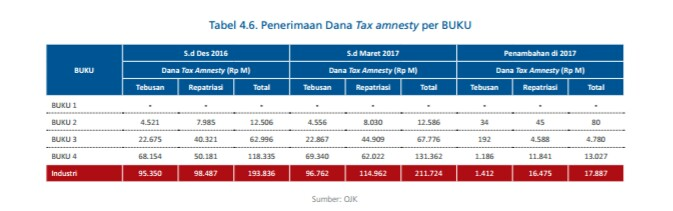 Tabel 4.6. Penerimaan Dana Tax amnesty per BUKU
BUKU S.d Des 2016 S.d Maret 2017 Penambahan di 2017
Dana Tax Amnesty (Rp M) Dana Tax Amnesty (Rp M) Dana Tax Amnesty (Rp M)
Tebusan Repatriasi Total Tebusan Repatriasi Total Tebusan Repatriasi Total
BUKU 1 - - - - - - - - -
BUKU 2 4.521 7.985 12.506 4.556 8.030 12.586 34 45 80
BUKU 3 22.675 40.321 62.996 22.867 44.909 67.776 192 4.588 4.780
BUKU 4 68.154 50.181 118.335 69.340 62.022 131.362 1.186 11.841 13.027
Industri 95.350 98.487 193.836 96.762 114.962 211.724 1.412 16.475 17.887
Sumber: OJK